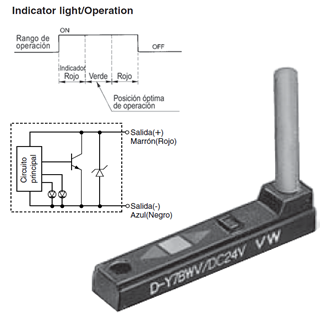 Indicator light/Operation
ON
Rango de
operación
OFF
Indicador
Rojo
Verde
Rojo
Posición óptima
de operación
Circuito
principal
Salida(+)
Marrón(Rojo)
Salida(-)
Azul(Negro)
D-Y7BWV/DC24V VW